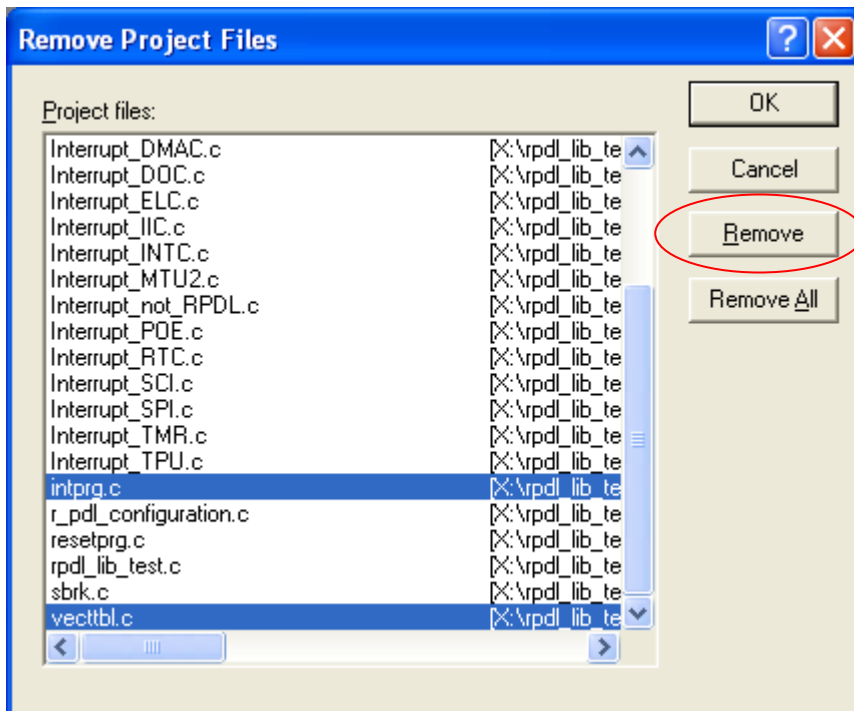 Remove Project Files
Project files:
Interrupt_DMAC.c [X:\rpdl_lib_te
Interrupt_DOC.c [X:\rpdl_lib_te
Interrupt_ELC.c [X:\rpdl_lib_te
Interrupt_IIC.c [X:\rpdl_lib_te
Interrupt_INTC.c [X:\rpdl_lib_te
Interrupt_MTU2.c [X:\rpdl_lib_te
Interrupt_not_RPDL.c [X:\rpdl_lib_te
Interrupt_POE.c [X:\rpdl_lib_te
Interrupt_RTC.c [X:\rpdl_lib_te
Interrupt_SCI.c [X:\rpdl_lib_te
Interrupt_SPI.c [X:\rpdl_lib_te
Interrupt_TMR.c [X:\rpdl_lib_te
Interrupt_TPU.c [X:\rpdl_lib_te
intprg.c [X:\rpdl_lib_te
r_pdl_configuration.c [X:\rpdl_lib_te
resetprg.c [X:\rpdl_lib_te
rpdl_lib_test.c [X:\rpdl_lib_te
sbrk.c [X:\rpdl_lib_te
vecttbl.c [X:\rpdl_lib_te
OK
Cancel
Remove
Remove All